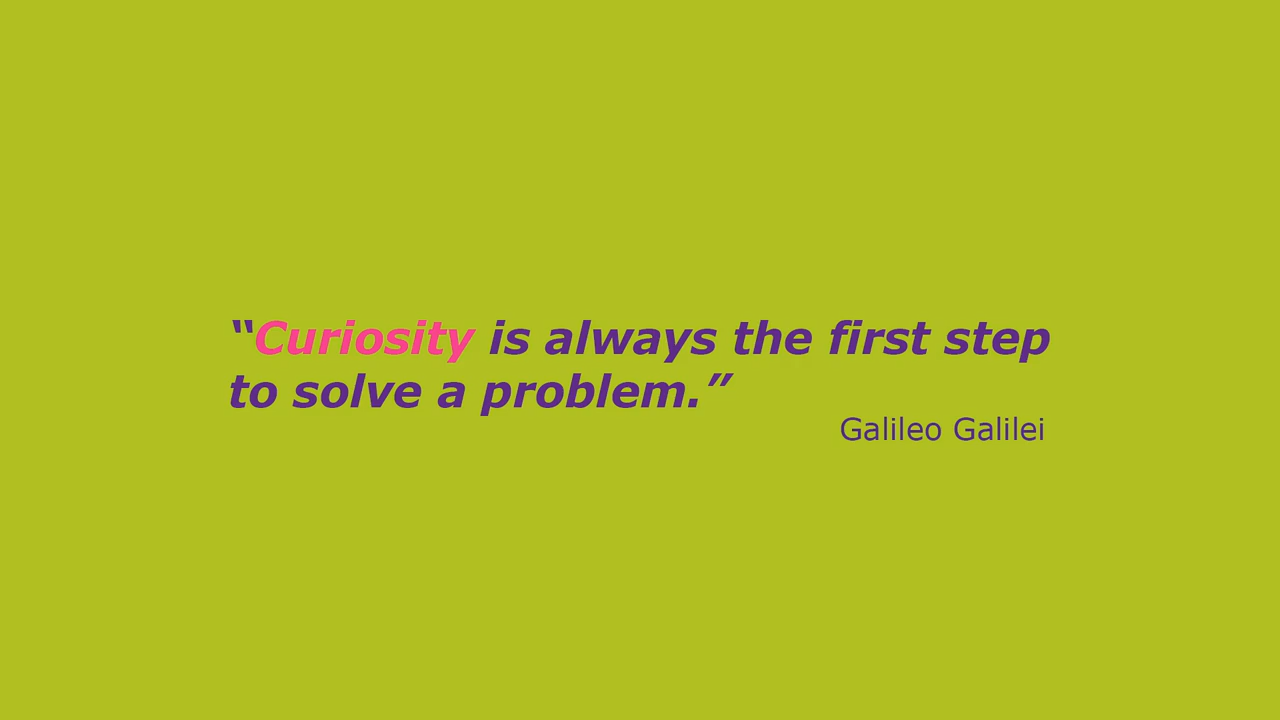 “Curiosity is always the first step
to solve a problem.”
Galileo Galilei